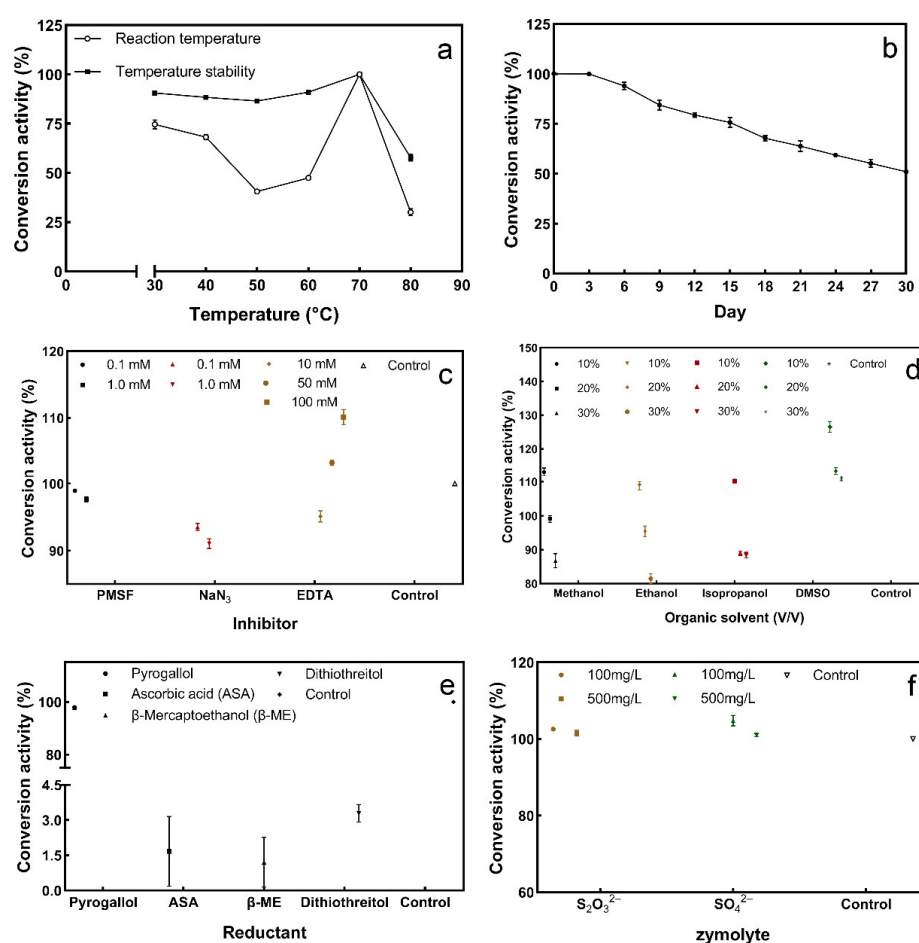 a
Reaction temperature
Temperature stability
Conversion activity (%)
125
100
75
50
25
0
0 30 40 50 60 70 80 90
Temperature (°C)
b
Conversion activity (%)
125
100
75
50
25
0
0 3 6 9 12 15 18 21 24 27 30
Day
c
0.1 mM 0.1 mM 10 mM Control
1.0 mM 1.0 mM 50 mM
100 mM
Conversion activity (%)
120
110
100
90
PMSF NaN₃ EDTA Control
Inhibitor
d
10% 10% 10% 10% Control
20% 20% 20% 20%
30% 30% 30% 30%
Conversion activity (%)
150
140
130
120
110
100
90
80
Methanol Ethanol Isopropanol DMSO Control
Organic solvent (V/V)
e
Pyrogallol Dithiothreitol
Ascorbic acid (ASA) Control
β-Mercaptoethanol (β-ME)
Conversion activity (%)
100
80
4.5
3.0
1.5
0.0
Pyrogallol ASA β-ME Dithiothreitol Control
Reductant
f
100mg/L 100mg/L Control
500mg/L 500mg/L
Conversion activity (%)
120
100
80
60
S₂O₃²⁻ SO₄²⁻ Control
zymolyte